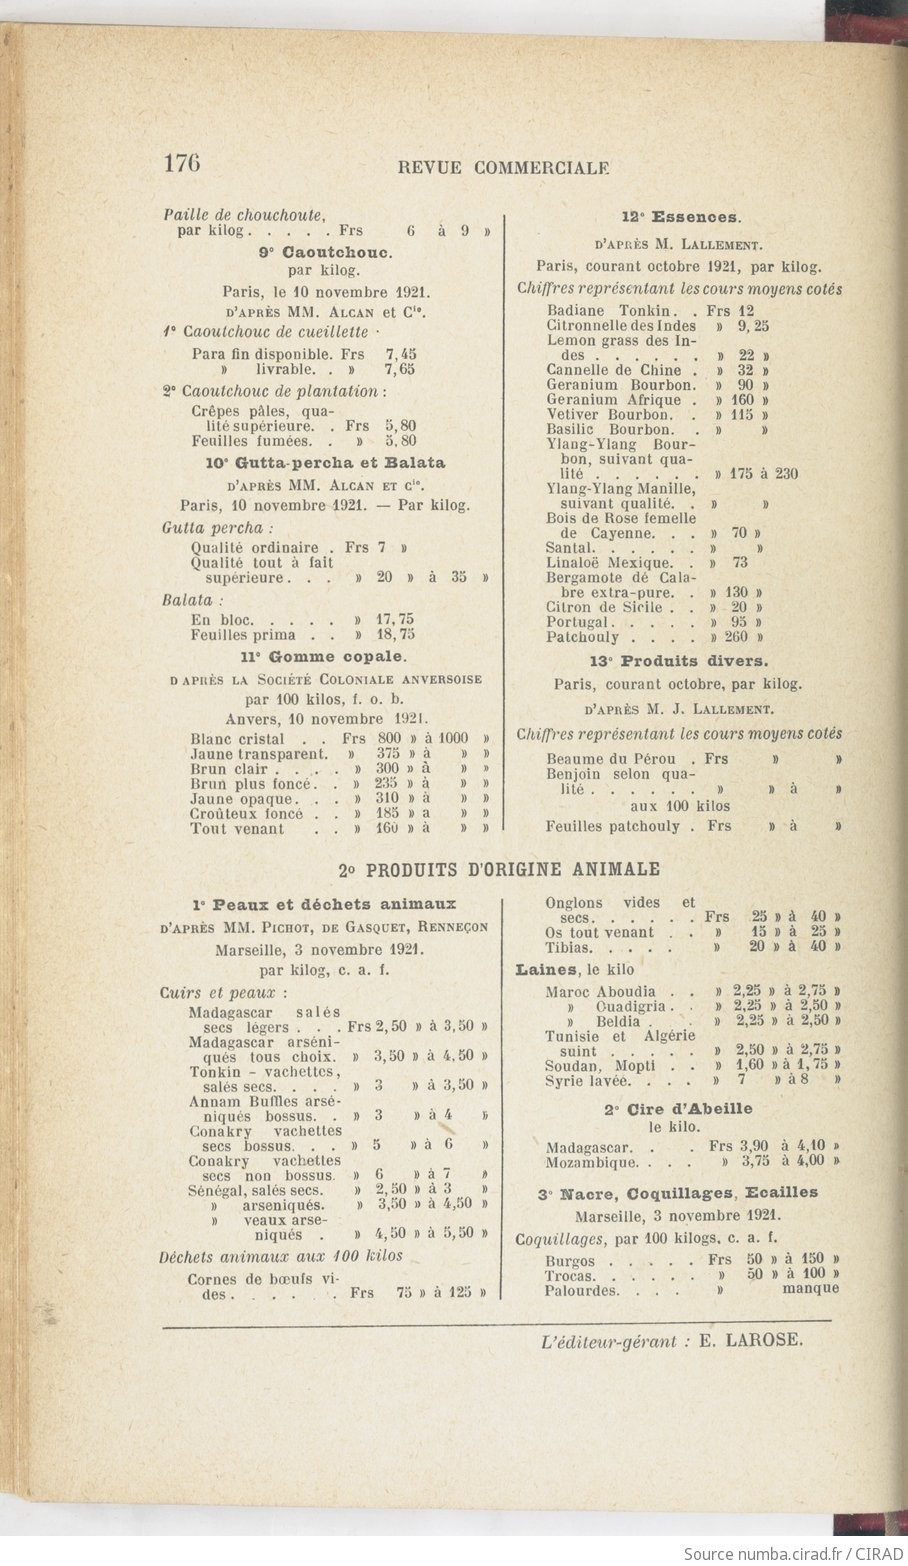 176
REVUE COMMERCIALE
Paille de chouchoute,
par kilog. . . . . Frs 6 à 9 »
9° Caoutchouc.
par kilog.
Paris, le 10 novembre 1921.
D'APRÈS MM. ALCAN et Cie.
1° Caoutchouc de cueillette
Para fin disponible. Frs 7,45
» livrable. . » 7,65
2° Caoutchouc de plantation :
Crêpes pâles, qua-
lité supérieure. . Frs 5,80
Feuilles fumées. . » 5,80
10° Gutta-percha et Balata
D'APRÈS MM. ALCAN ET Cie.
Paris, 10 novembre 1921. — Par kilog.
Gutta percha :
Qualité ordinaire . Frs 7 »
Qualité tout à fait
supérieure. . . » 20 » à 35 »
Balata :
En bloc. . . . . » 17,75
Feuilles prima . . » 18,75
11° Gomme copale.
D APRÈS LA SOCIÉTÉ COLONIALE ANVERSOISE
par 100 kilos, f. o. b.
Anvers, 10 novembre 1921.
Blanc cristal . . Frs 800 » à 1000 »
Jaune transparent. » 375 » à » »
Brun clair . . . . » 300 » à » »
Brun plus foncé. . » 235 » à » »
Jaune opaque. . . » 310 » à » »
Croûteux foncé . . » 185 » a » »
Tout venant . . » 160 » à » »
12° Essences.
D'APRÈS M. LALLEMENT.
Paris, courant octobre 1921, par kilog.
Chiffres représentant les cours moyens cotés
Badiane Tonkin. . Frs 12
Citronnelle des Indes » 9,25
Lemon grass des In-
des . . . . . . » 22 »
Cannelle de Chine . » 32 »
Geranium Bourbon. » 90 »
Geranium Afrique . » 160 »
Vetiver Bourbon. . » 115 »
Basilic Bourbon. . » »
Ylang-Ylang Bour-
bon, suivant qua-
lité . . . . . . » 175 à 230
Ylang-Ylang Manille,
suivant qualité. . » »
Bois de Rose femelle
de Cayenne. . . » 70 »
Santal. . . . . . » »
Linaloë Mexique. . » 73
Bergamote dé Cala-
bre extra-pure. . » 130 »
Citron de Sicile . . » 20 »
Portugal. . . . . » 95 »
Patchouly . . . . » 260 »
13° Produits divers.
Paris, courant octobre, par kilog.
D'APRÈS M. J. LALLEMENT.
Chiffres représentant les cours moyens cotés
Beaume du Pérou . Frs » »
Benjoin selon qua-
lité . . . . . . » » à »
aux 100 kilos
Feuilles patchouly . Frs » à »
2o PRODUITS D'ORIGINE ANIMALE
1° Peaux et déchets animaux
D'APRÈS MM. PICHOT, DE GASQUET, RENNEÇON
Marseille, 3 novembre 1921.
par kilog, c. a. f.
Cuirs et peaux :
Madagascar salés
secs légers . . . Frs 2,50 » à 3,50 »
Madagascar arséni-
qués tous choix. » 3,50 » à 4,50 »
Tonkin - vachettes,
salés secs. . . . » 3 » à 3,50 »
Annam Buffles arsé-
niqués bossus. . » 3 » à 4 »
Conakry vachettes
secs bossus. . . » 5 » à 6 »
Conakry vachettes
secs non bossus. » 6 » à 7 »
Sénégal, salés secs. » 2,50 » à 3 »
» arseniqués. » 3,50 » à 4,50 »
» veaux arse-
niqués . » 4,50 » à 5,50 »
Déchets animaux aux 100 kilos
Cornes de bœufs vi-
des . . . . . . Frs 75 » à 125 »
Onglons vides et
secs. . . . . . Frs 25 » à 40 »
Os tout venant . . » 15 » à 25 »
Tibias. . . . . » 20 » à 40 »
Laines, le kilo
Maroc Aboudia . . » 2,25 » à 2,75 »
» Ouadigria . . » 2,25 » à 2,50 »
» Beldia . . » 2,25 » à 2,50 »
Tunisie et Algérie
suint . . . . . » 2,50 » à 2,75 »
Soudan, Mopti . . » 1,60 » à 1,75 »
Syrie lavée. . . . » 7 » à 8 »
2° Cire d'Abeille
le kilo.
Madagascar. . . Frs 3,90 à 4,10 »
Mozambique. . . . » 3,75 à 4,00 »
3° Nacre, Coquillages, Ecailles
Marseille, 3 novembre 1921.
Coquillages, par 100 kilogs, c. a. f.
Burgos . . . . . Frs 50 » à 150 »
Trocas. . . . . . » 50 » à 100 »
Palourdes. . . . » manque
L'éditeur-gérant : E. LAROSE.
Source numba.cirad.fr / CIRAD